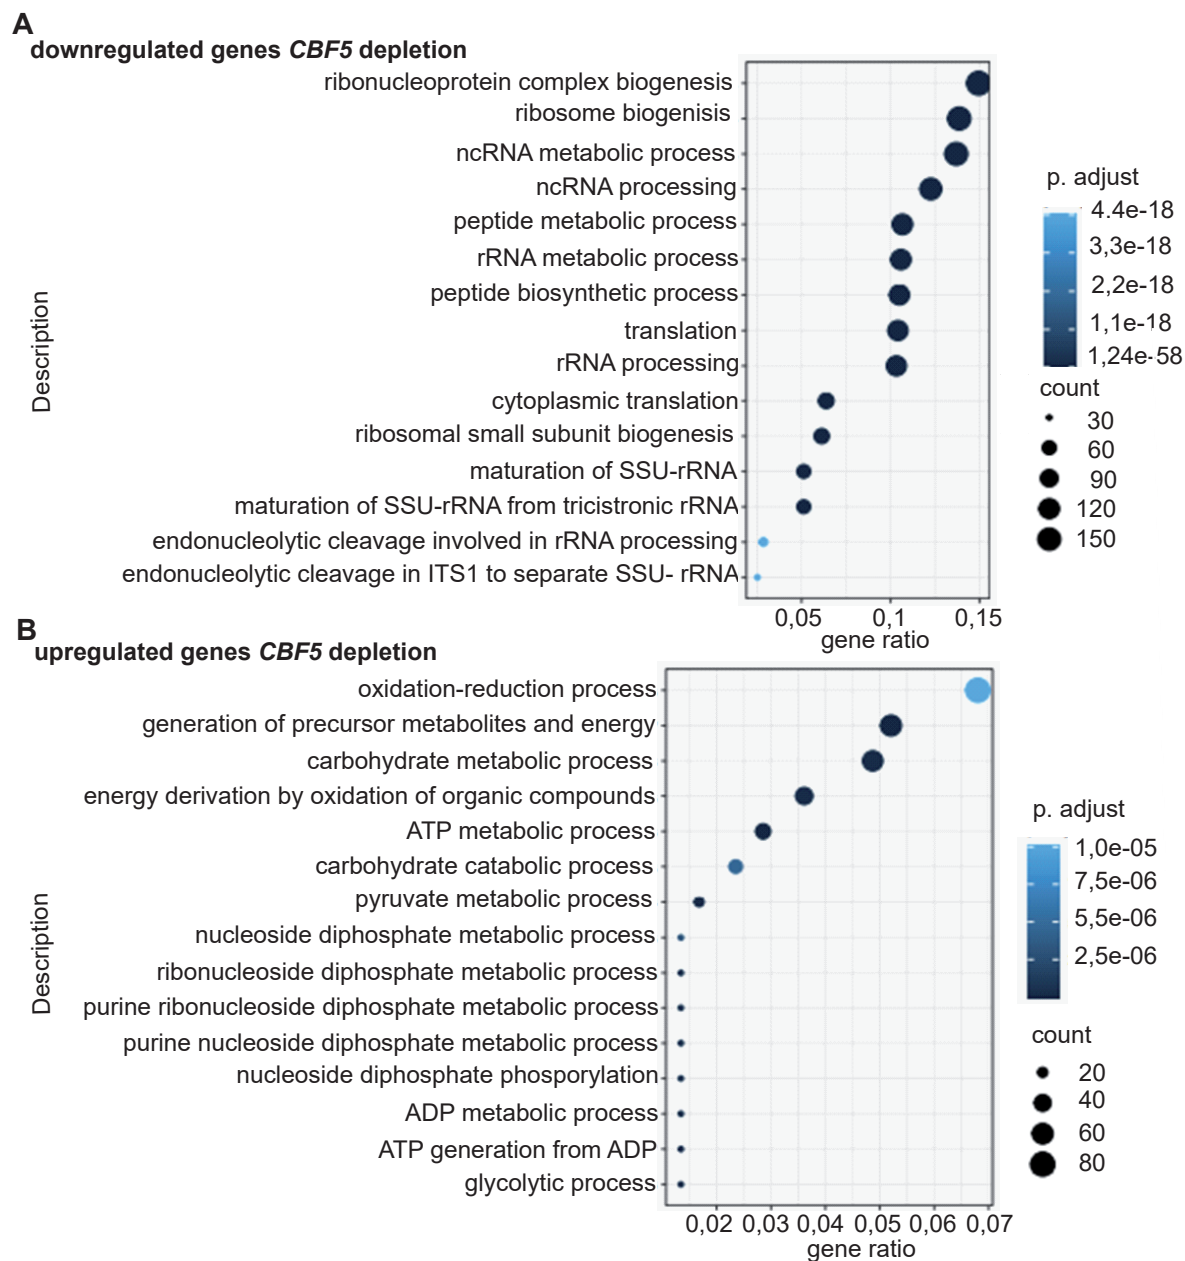 A
downregulated genes CBF5 depletion
ribonucleoprotein complex biogenesis
ribosome biogenisis
ncRNA metabolic process
ncRNA processing
peptide metabolic process
rRNA metabolic process
peptide biosynthetic process
translation
rRNA processing
cytoplasmic translation
ribosomal small subunit biogenesis
maturation of SSU-rRNA
maturation of SSU-rRNA from tricistronic rRNA
endonucleolytic cleavage involved in rRNA processing
endonucleolytic cleavage in ITS1 to separate SSU- rRNA
Description
0,05 0,1 0,15
gene ratio
p. adjust
4.4e-18
3,3e-18
2,2e-18
1,1e-18
1,24e-58
count
30
60
90
120
150
B
upregulated genes CBF5 depletion
oxidation-reduction process
generation of precursor metabolites and energy
carbohydrate metabolic process
energy derivation by oxidation of organic compounds
ATP metabolic process
carbohydrate catabolic process
pyruvate metabolic process
nucleoside diphosphate metabolic process
ribonucleoside diphosphate metabolic process
purine ribonucleoside diphosphate metabolic process
purine nucleoside diphosphate metabolic process
nucleoside diphosphate phosporylation
ADP metabolic process
ATP generation from ADP
glycolytic process
Description
0,02 0,03 0,04 0,05 0,06 0,07
gene ratio
p. adjust
1,0e-05
7,5e-06
5,5e-06
2,5e-06
count
20
40
60
80